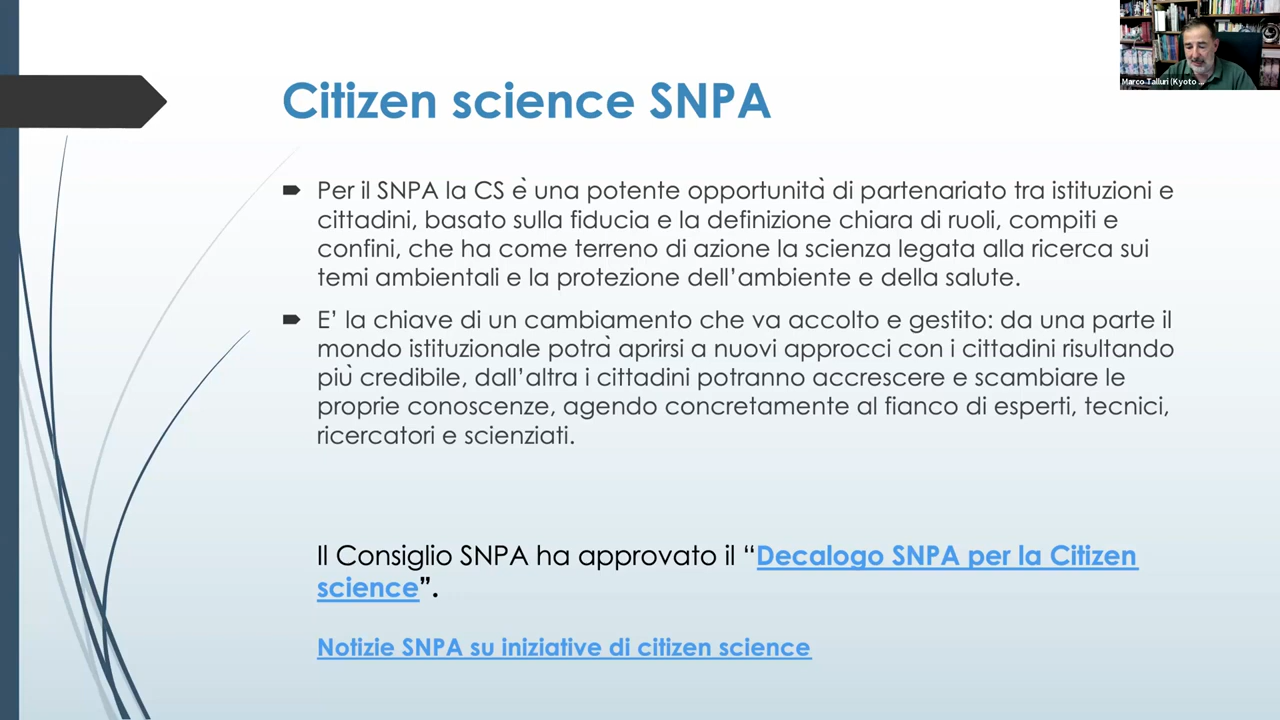 Marco Talluri (Kyoto ...
Citizen science SNPA
Per il SNPA la CS è una potente opportunità di partenariato tra istituzioni e
cittadini, basato sulla fiducia e la definizione chiara di ruoli, compiti e
confini, che ha come terreno di azione la scienza legata alla ricerca sui
temi ambientali e la protezione dell’ambiente e della salute.
E’ la chiave di un cambiamento che va accolto e gestito: da una parte il
mondo istituzionale potrà aprirsi a nuovi approcci con i cittadini risultando
più credibile, dall’altra i cittadini potranno accrescere e scambiare le
proprie conoscenze, agendo concretamente al fianco di esperti, tecnici,
ricercatori e scienziati.
Il Consiglio SNPA ha approvato il “Decalogo SNPA per la Citizen
science”.
Notizie SNPA su iniziative di citizen science